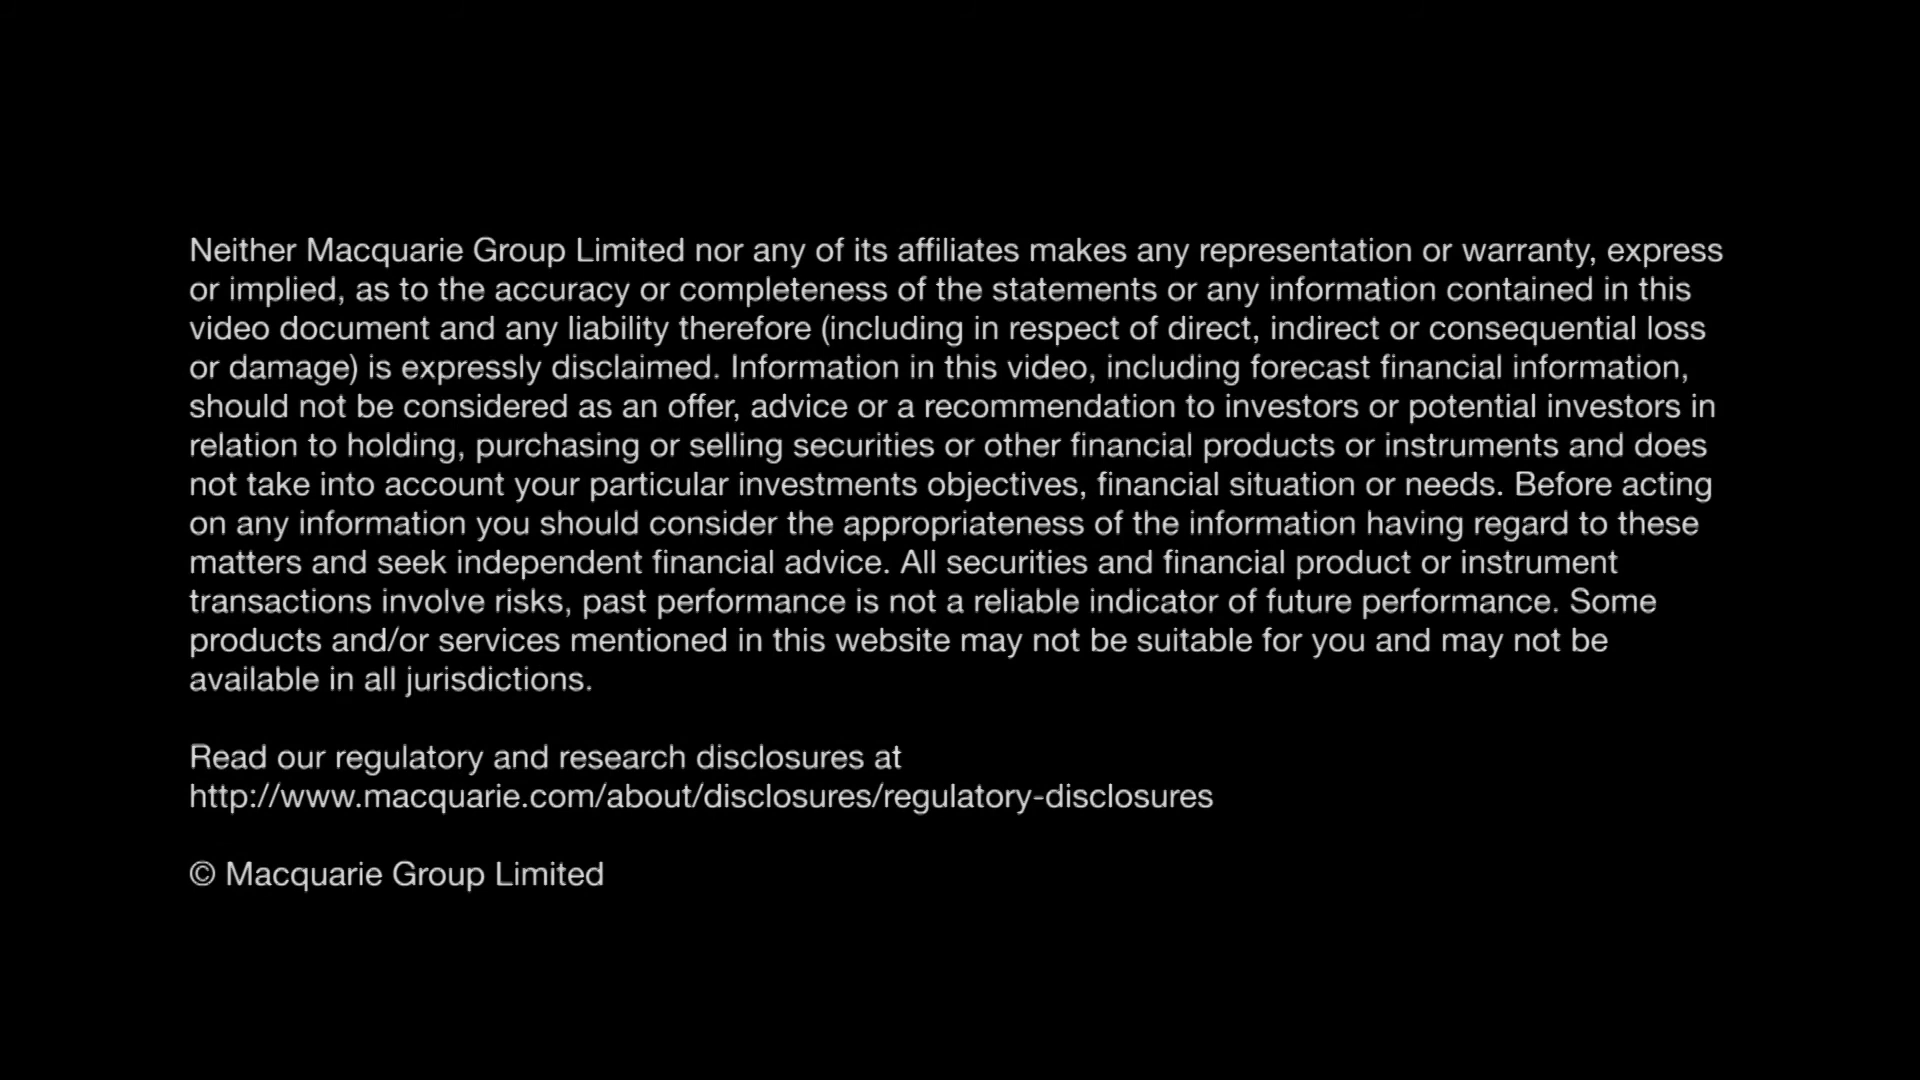 Neither Macquarie Group Limited nor any of its affiliates makes any representation or warranty, express
or implied, as to the accuracy or completeness of the statements or any information contained in this
video document and any liability therefore (including in respect of direct, indirect or consequential loss
or damage) is expressly disclaimed. Information in this video, including forecast financial information,
should not be considered as an offer, advice or a recommendation to investors or potential investors in
relation to holding, purchasing or selling securities or other financial products or instruments and does
not take into account your particular investments objectives, financial situation or needs. Before acting
on any information you should consider the appropriateness of the information having regard to these
matters and seek independent financial advice. All securities and financial product or instrument
transactions involve risks, past performance is not a reliable indicator of future performance. Some
products and/or services mentioned in this website may not be suitable for you and may not be
available in all jurisdictions.
Read our regulatory and research disclosures at
http://www.macquarie.com/about/disclosures/regulatory-disclosures
© Macquarie Group Limited